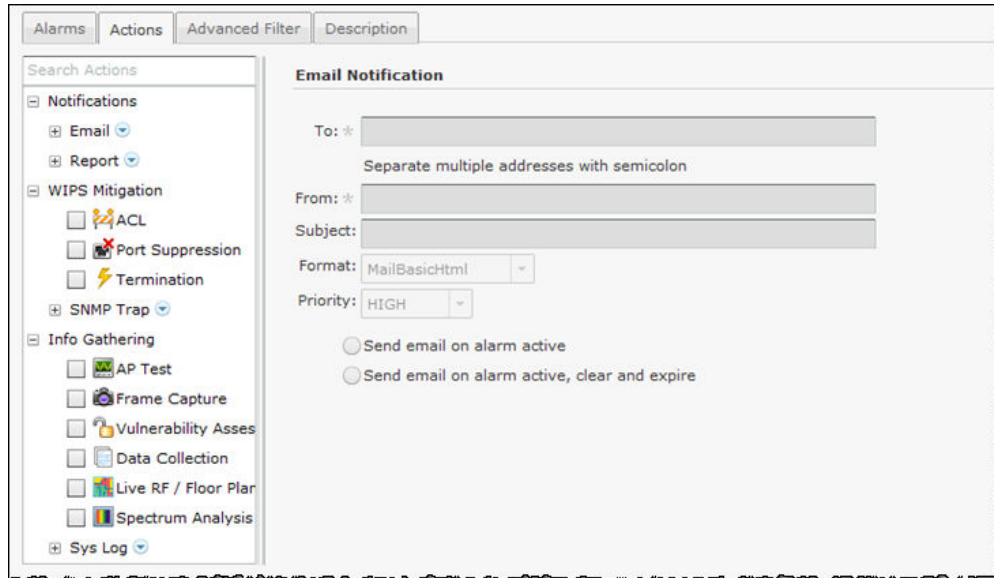 Alarms
Actions
Advanced Filter
Description
Search Actions
Notifications
Email
Report
WIPS Mitigation
ACL
Port Suppression
Termination
SNMP Trap
Info Gathering
AP Test
Frame Capture
Vulnerability Asses
Data Collection
Live RF / Floor Plan
Spectrum Analysis
Sys Log
Email Notification
To: *
Separate multiple addresses with semicolon
From: *
Subject:
Format: MailBasicHtml
Priority: HIGH
Send email on alarm active
Send email on alarm active, clear and expire